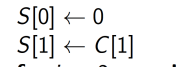 S[0] ← 0
S[1] ← C[1]